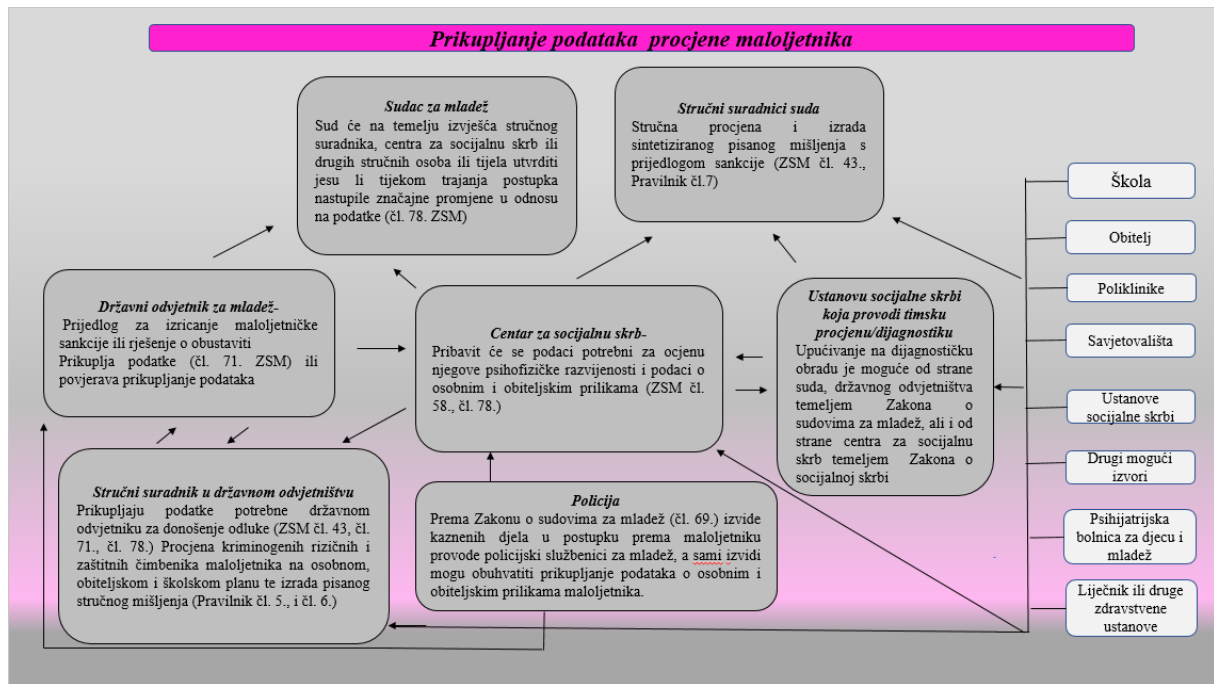 Prikupljanje podataka procjene maloljetnika
Sudac za mladež
Sud će na temelju izvješća stručnog
suradnika, centra za socijalnu skrb ili
drugih stručnih osoba ili tijela utvrditi
jesu li tijekom trajanja postupka
nastupile značajne promjene u odnosu
na podatke (čl. 78. ZSM)
Stručni suradnici suda
Stručna procjena i izrada
sintetiziranog pisanog mišljenja s
prijedlogom sankcije (ZSM čl. 43.,
Pravilnik čl.7)
Državni odvjetnik za mladež-
Prijedlog za izricanje maloljetničke
sankcije ili rješenje o obustaviti
Prikuplja podatke (čl. 71. ZSM) ili
povjerava prikupljanje podataka
Centar za socijalnu skrb-
Pribavit će se podaci potrebni za ocjenu
njegove psihofizičke razvijenosti i podaci o
osobnim i obiteljskim prilikama (ZSM čl.
58., čl. 78.)
Ustanovu socijalne skrbi
koja provodi timsku
procjenu/dijagnostiku
Upućivanje na dijagnostičku
obradu je moguće od strane
suda, državnog odvjetništva
temeljem Zakona o
sudovima za mladež, ali i od
strane centra za socijalnu
skrb temeljem Zakona o
socijalnoj skrbi
Stručni suradnik u državnom odvjetništvu
Prikupljaju podatke potrebne državnom
odvjetniku za donošenje odluke (ZSM čl. 43, čl.
71., čl. 78.) Procjena kriminogenih rizičnih i
zaštitnih čimbenika maloljetnika na osobnom,
obiteljskom i školskom planu te izrada pisanog
stručnog mišljenja (Pravilnik čl. 5., i čl. 6.)
Policija
Prema Zakonu o sudovima za mladež (čl. 69.) izvide
kaznenih djela u postupku prema maloljetniku
provode policijski službenici za mladež, a sami izvidi
mogu obuhvatiti prikupljanje podataka o osobnim i
obiteljskim prilikama maloljetnika.
Škola
Obitelj
Poliklinike
Savjetovališta
Ustanove
socijalne skrbi
Drugi mogući
izvori
Psihijatrijska
bolnica za djecu i
mladež
Liječnik ili druge
zdravstvene
ustanove